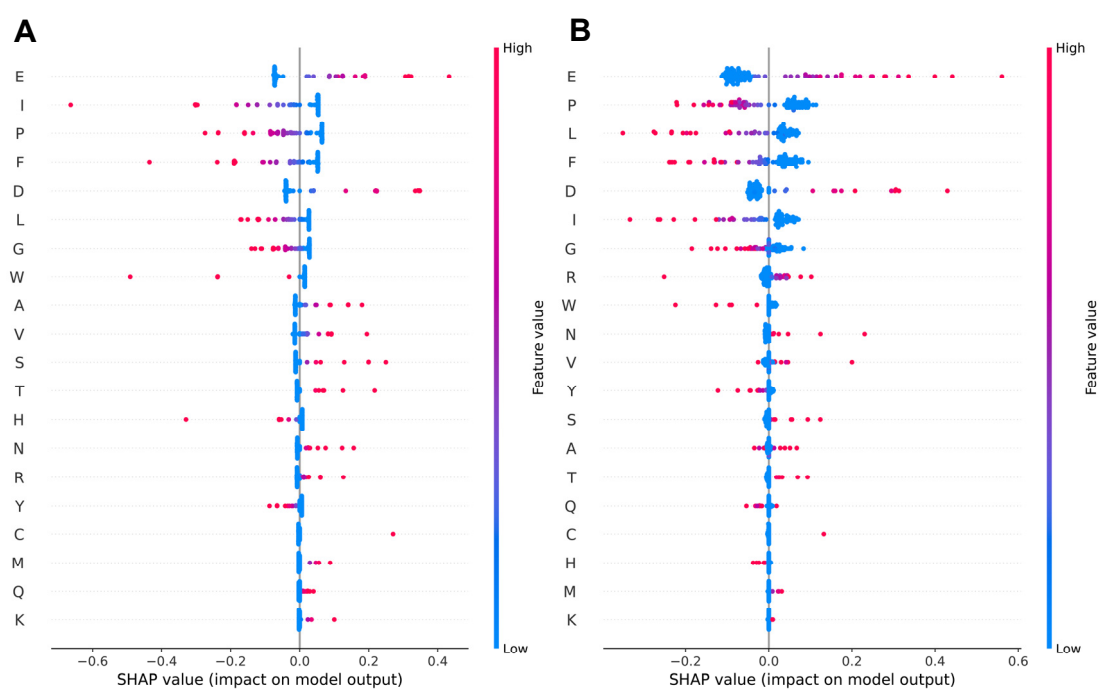 A
High
E
I
P
F
D
L
G
W
A
V
S
T
H
N
R
Y
C
M
Q
K
Feature value
Low
−0.6 −0.4 −0.2 0.0 0.2 0.4
SHAP value (impact on model output)
B
High
E
P
L
F
D
I
G
R
W
N
V
Y
S
A
T
Q
C
H
M
K
Feature value
Low
−0.2 0.0 0.2 0.4 0.6
SHAP value (impact on model output)